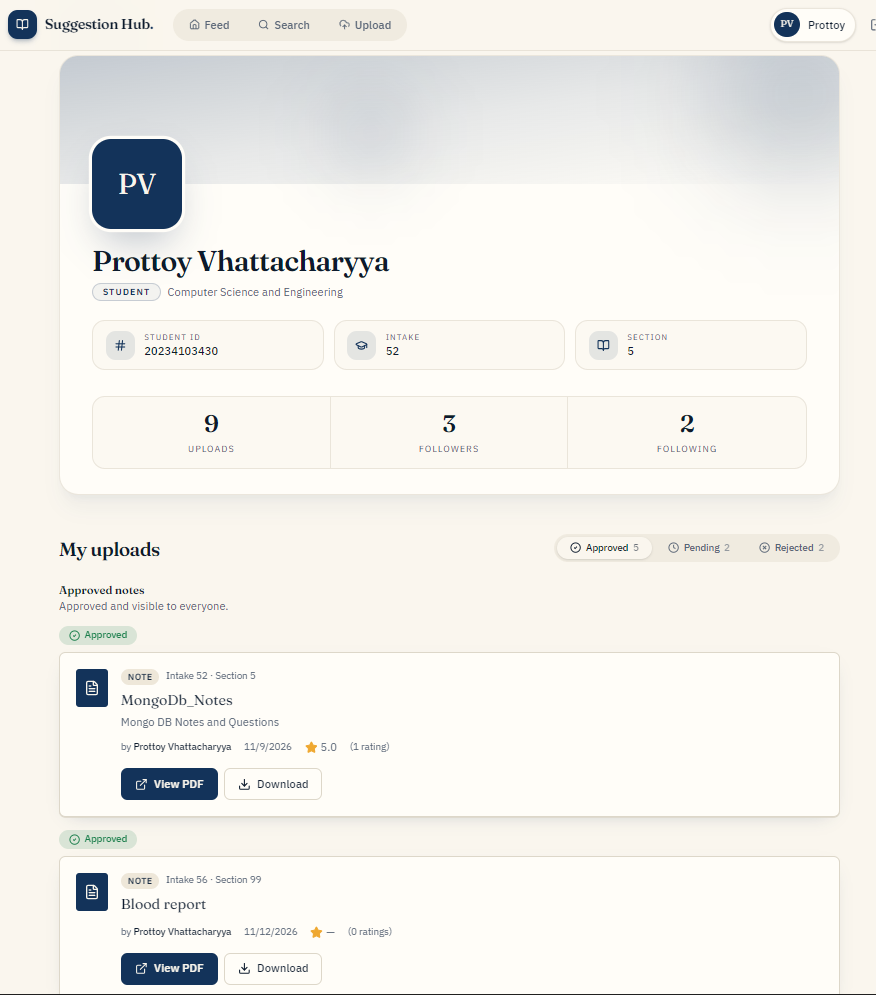 Suggestion Hub. Feed Search Upload PV Prottoy
PV
Prottoy Vhattacharyya
STUDENT Computer Science and Engineering
STUDENT ID
20234103430
INTAKE
52
SECTION
5
9
UPLOADS
3
FOLLOWERS
2
FOLLOWING
My uploads
Approved 5 Pending 2 Rejected 2
Approved notes
Approved and visible to everyone.
Approved
NOTE Intake 52 · Section 5
MongoDb_Notes
Mongo DB Notes and Questions
by Prottoy Vhattacharyya 11/9/2026 5.0 (1 rating)
View PDF Download
Approved
NOTE Intake 56 · Section 99
Blood report
by Prottoy Vhattacharyya 11/12/2026 — (0 ratings)
View PDF Download